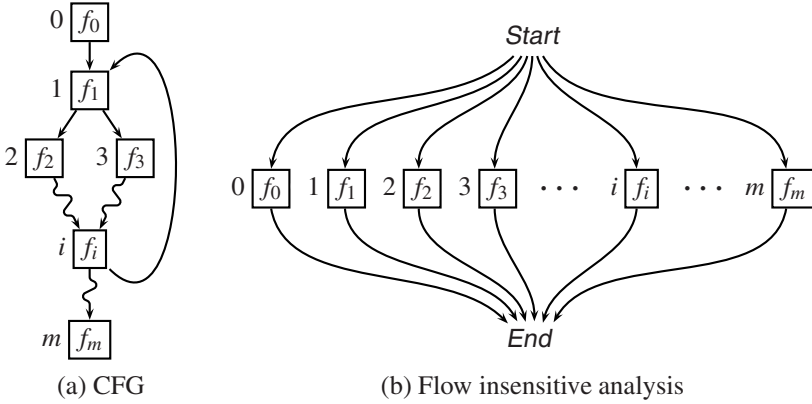 0 f0
1 f1
2 f2 3 f3
i fi
m fm
(a) CFG
Start
0 f0 1 f1 2 f2 3 f3 · · · i fi · · · m fm
End
(b) Flow insensitive analysis